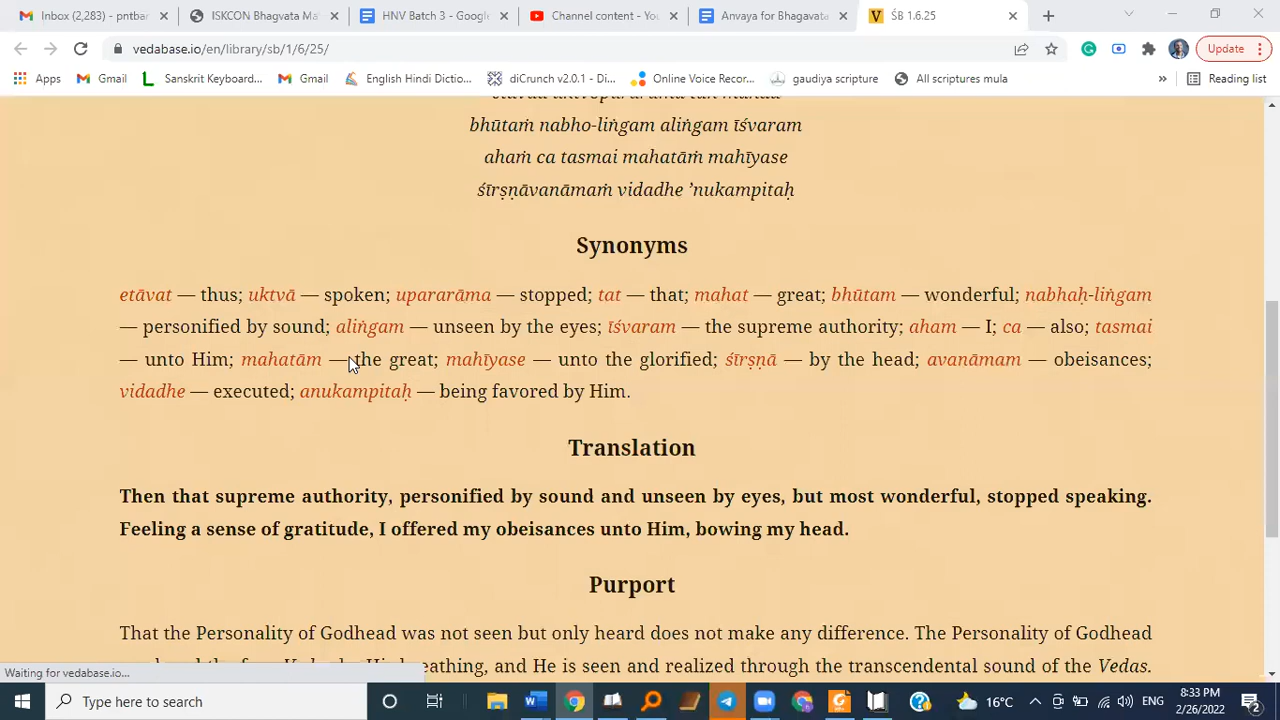 Inbox (2,283) - pntbar
ISKCON Bhagvata Ma
HNV Batch 3 - Google
Channel content - You
Anvaya for Bhagavata
ŚB 1.6.25
vedabase.io/en/library/sb/1/6/25/
Update
Apps
Gmail
Sanskrit Keyboard...
Gmail
English Hindi Dictio...
diCrunch v2.0.1 - Di...
Online Voice Recor...
gaudiya scripture
All scriptures mula
»
Reading list
bhūtaṁ nabho-liṅgam aliṅgam īśvaram
ahaṁ ca tasmai mahatāṁ mahīyase
śīrṣṇāvanāmaṁ vidadhe ’nukampitaḥ
Synonyms
etāvat — thus; uktvā — spoken; upararāma — stopped; tat — that; mahat — great; bhūtam — wonderful; nabhaḥ-liṅgam
— personified by sound; aliṅgam — unseen by the eyes; īśvaram — the supreme authority; aham — I; ca — also; tasmai
— unto Him; mahatām — the great; mahīyase — unto the glorified; śīrṣṇā — by the head; avanāmam — obeisances;
vidadhe — executed; anukampitaḥ — being favored by Him.
Translation
Then that supreme authority, personified by sound and unseen by eyes, but most wonderful, stopped speaking.
Feeling a sense of gratitude, I offered my obeisances unto Him, bowing my head.
Purport
That the Personality of Godhead was not seen but only heard does not make any difference. The Personality of Godhead
breathing, and He is seen and realized through the transcendental sound of the Vedas.
Waiting for vedabase.io...
Type here to search
16°C
ENG
8:33 PM
2/26/2022
2